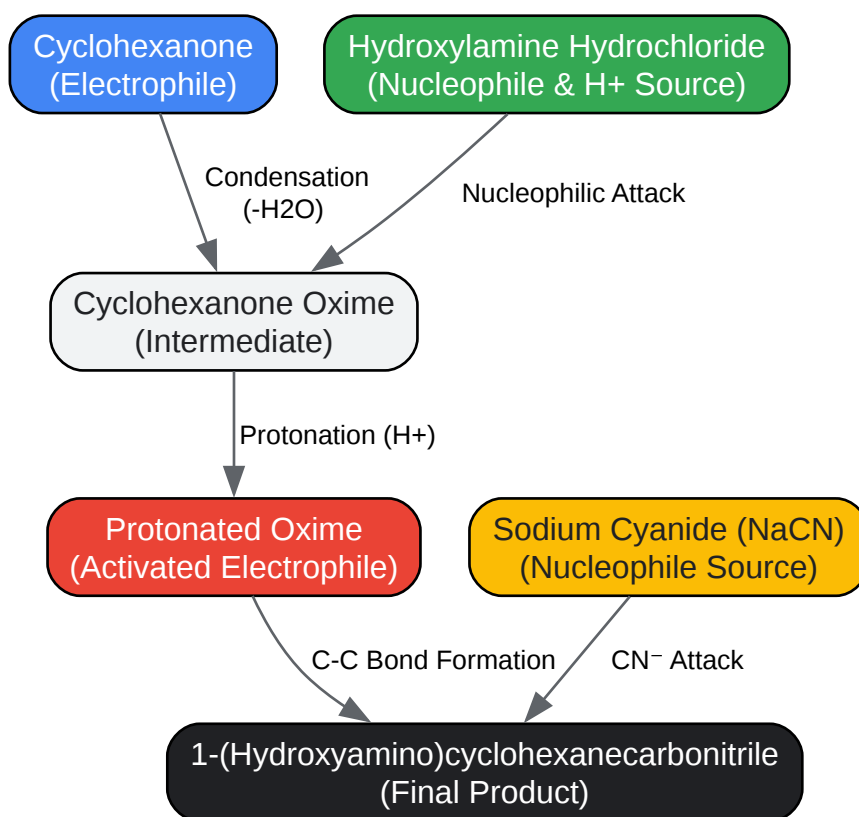 Cyclohexanone
(Electrophile)
Hydroxylamine Hydrochloride
(Nucleophile & H+ Source)
Condensation
(-H2O)
Nucleophilic Attack
Cyclohexanone Oxime
(Intermediate)
Protonation (H+)
Protonated Oxime
(Activated Electrophile)
Sodium Cyanide (NaCN)
(Nucleophile Source)
C-C Bond Formation
CN⁻ Attack
1-(Hydroxyamino)cyclohexanecarbonitrile
(Final Product)